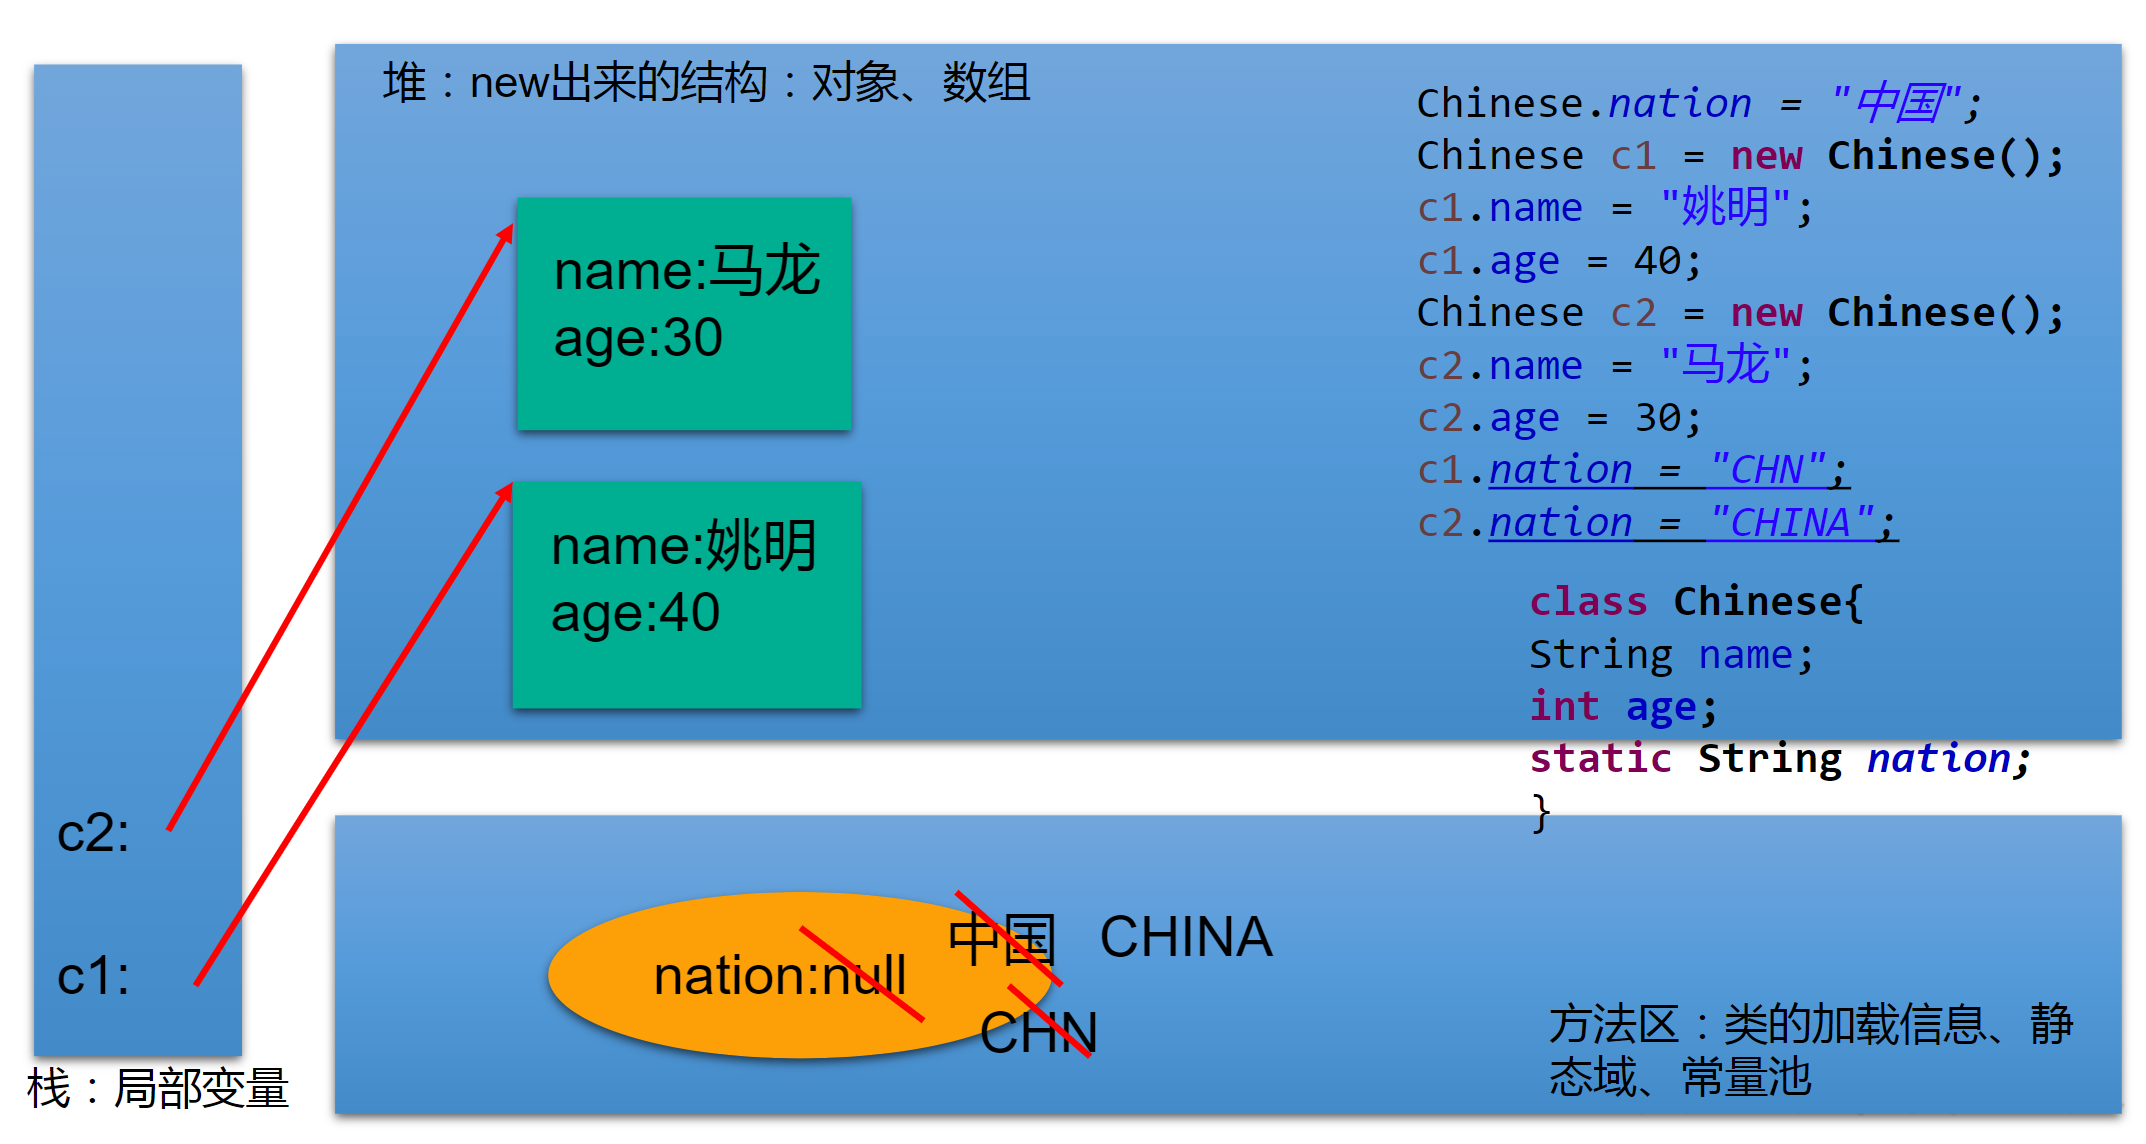 堆：new出来的结构：对象、数组
Chinese.nation = "中国";
Chinese c1 = new Chinese();
c1.name = "姚明";
c1.age = 40;
Chinese c2 = new Chinese();
c2.name = "马龙";
c2.age = 30;
c1.nation = "CHN";
c2.nation = "CHINA";
class Chinese{
String name;
int age;
static String nation;
}
name:马龙
age:30
name:姚明
age:40
c2:
c1:
栈：局部变量
nation:null
中国
CHINA
CHN
方法区：类的加载信息、静
态域、常量池